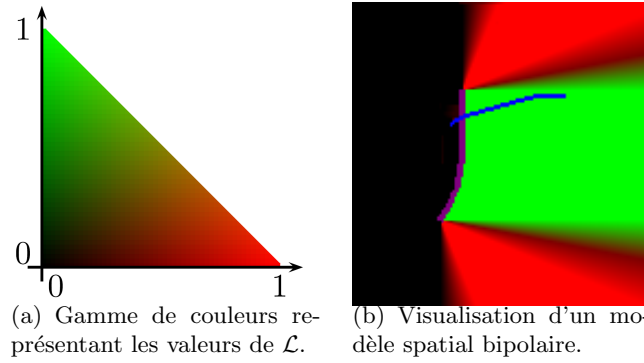 1
0
0
1
(a) Gamme de couleurs re-
présentant les valeurs de ℒ.
(b) Visualisation d'un mo-
dèle spatial bipolaire.